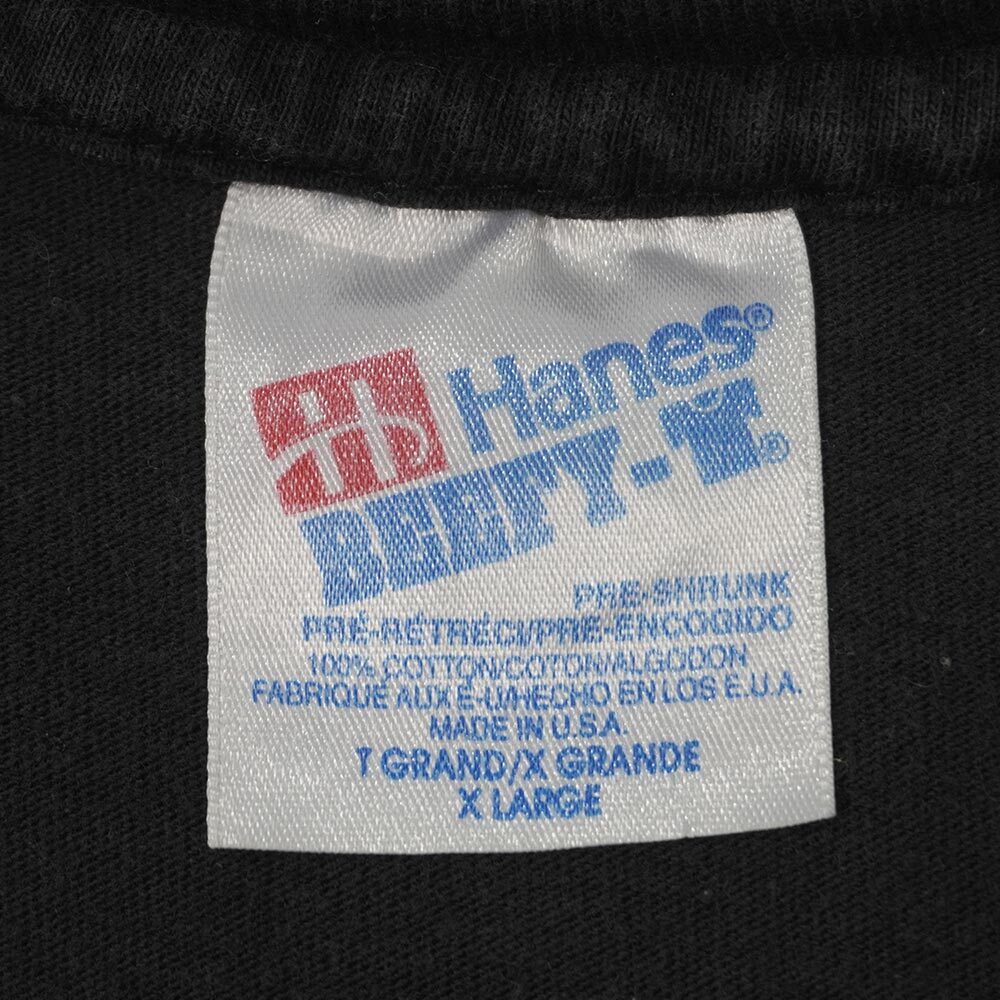 Hanes®
BEEFY-T®
PRE-SHRUNK
PRÉ-RÉTRÉCI/PRE-ENCOGIDO
100% COTTON/COTON/ALGODON
FABRIQUÉ AUX É-U/HECHO EN LOS E.U.A.
MADE IN U.S.A.
T GRAND/X GRANDE
X LARGE